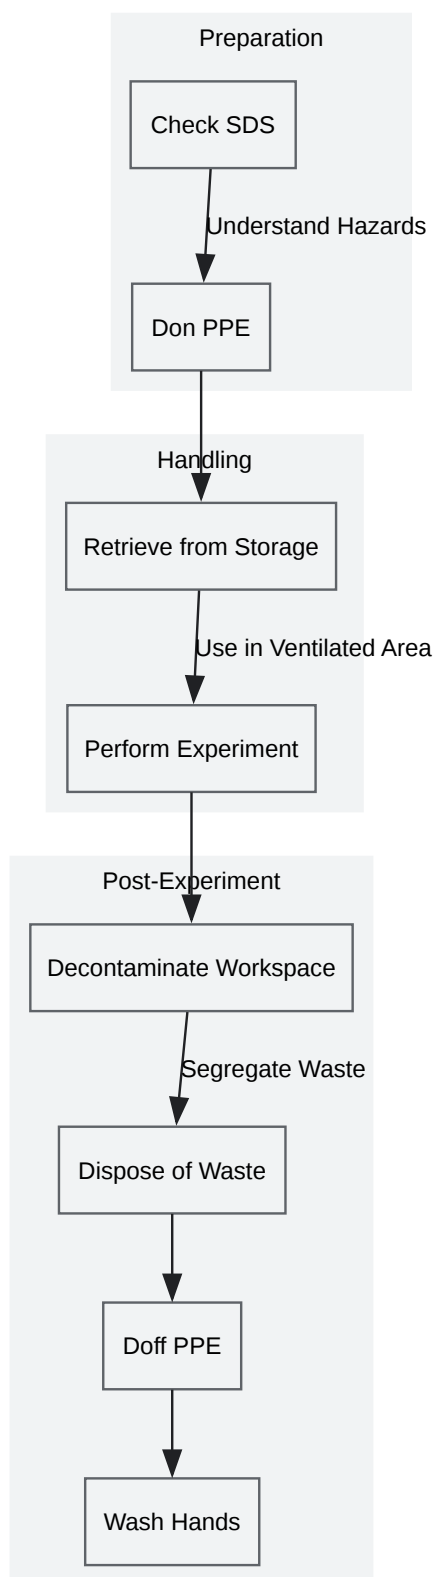 Preparation
Check SDS
Understand Hazards
Don PPE
Handling
Retrieve from Storage
Use in Ventilated Area
Perform Experiment
Post-Experiment
Decontaminate Workspace
Segregate Waste
Dispose of Waste
Doff PPE
Wash Hands